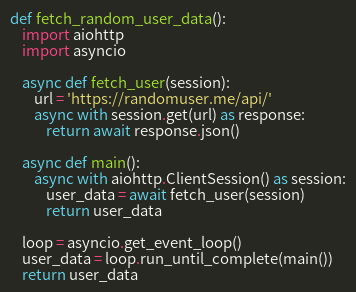 def fetch_random_user_data():
    import aiohttp
    import asyncio

    async def fetch_user(session):
        url = 'https://randomuser.me/api/'
        async with session.get(url) as response:
            return await response.json()

    async def main():
        async with aiohttp.ClientSession() as session:
            user_data = await fetch_user(session)
            return user_data

    loop = asyncio.get_event_loop()
    user_data = loop.run_until_complete(main())
    return user_data